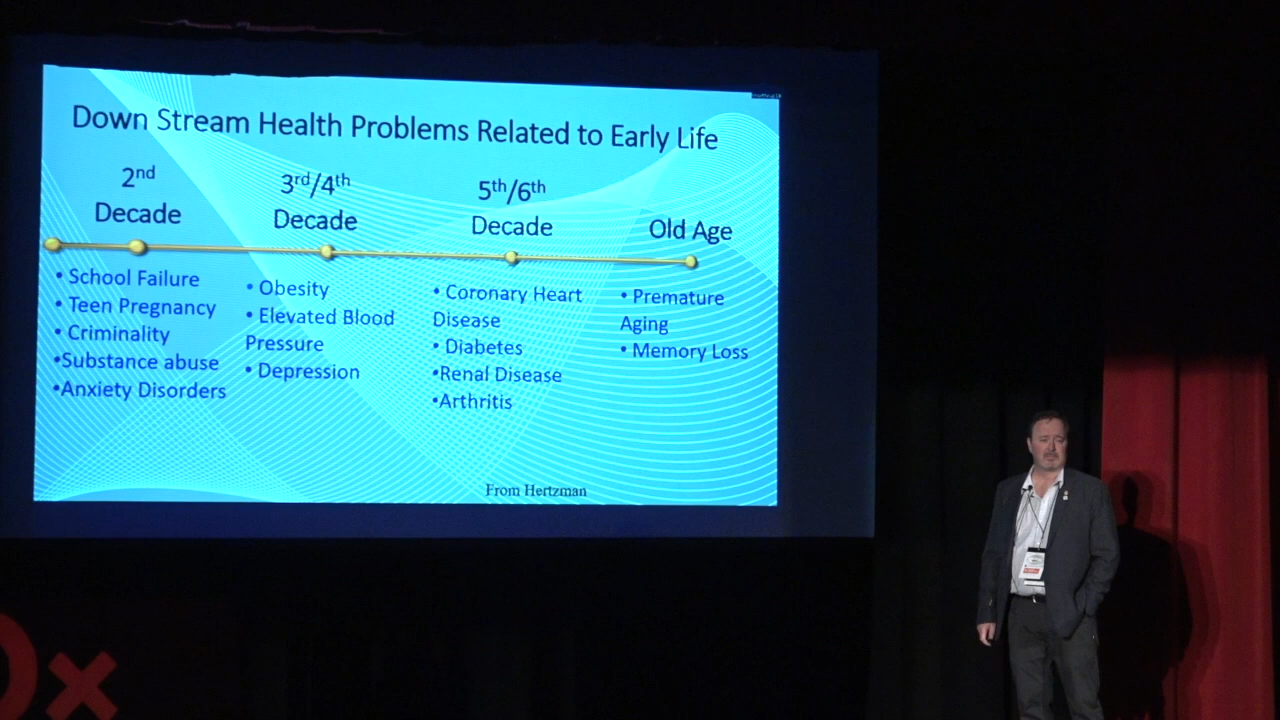 Down Stream Health Problems Related to Early Life
2nd
Decade
• School Failure
• Teen Pregnancy
• Criminality
•Substance abuse
•Anxiety Disorders
3rd/4th
Decade
• Obesity
• Elevated Blood
Pressure
• Depression
5th/6th
Decade
• Coronary Heart
Disease
• Diabetes
•Renal Disease
•Arthritis
Old Age
• Premature
Aging
• Memory Loss
From Hertzman
x